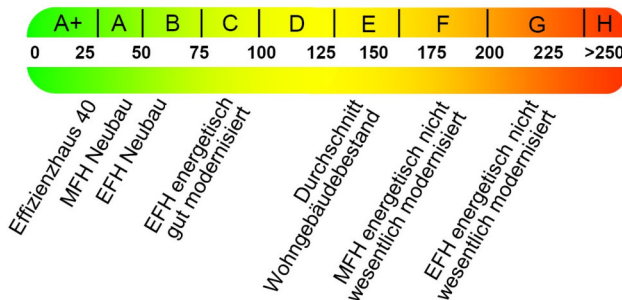 A+ A B C D E F G H
0 25 50 75 100 125 150 175 200 225 >250
Effizienzhaus 40
MFH Neubau
EFH Neubau
EFH energetisch
gut modernisiert
Durchschnitt
Wohngebäudebestand
MFH energetisch nicht
wesentlich modernisiert
EFH energetisch nicht
wesentlich modernisiert